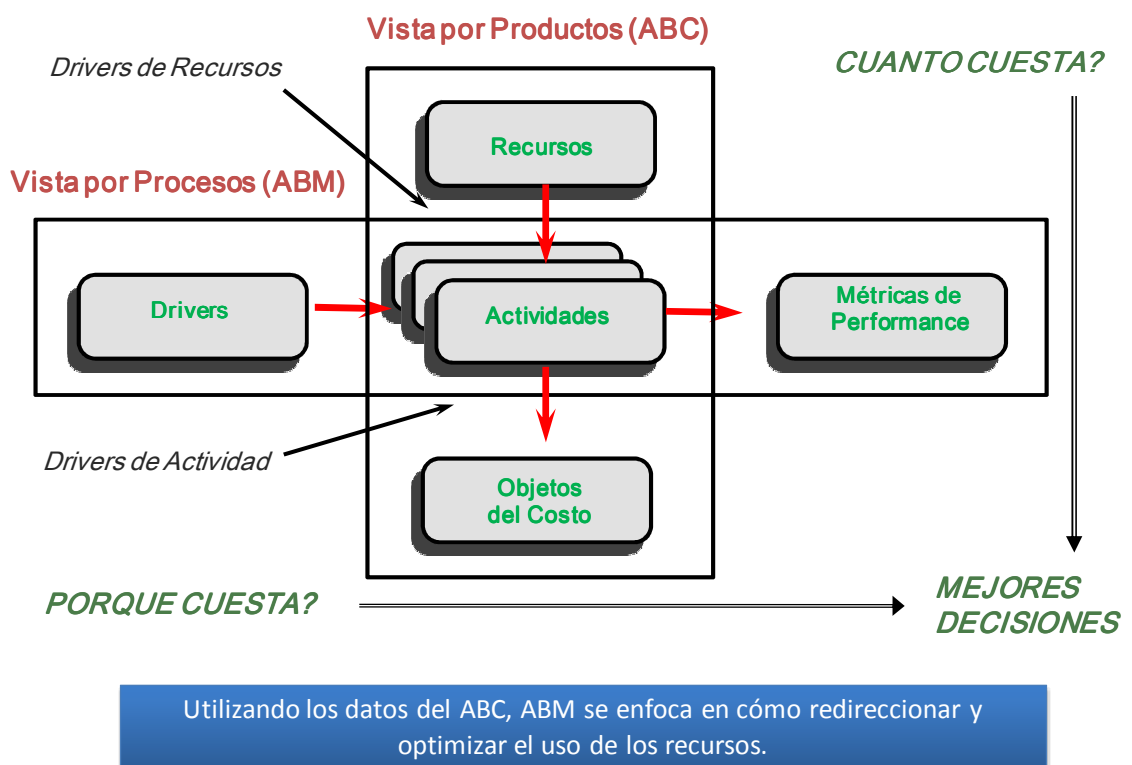 Vista por Productos (ABC)
Drivers de Recursos
CUANTO CUESTA?
Recursos
Vista por Procesos (ABM)
Drivers
Actividades
Métricas de
Performance
Drivers de Actividad
Objetos
del Costo
PORQUE CUESTA?
MEJORES
DECISIONES
Utilizando los datos del ABC, ABM se enfoca en cómo redireccionar y
optimizar el uso de los recursos.